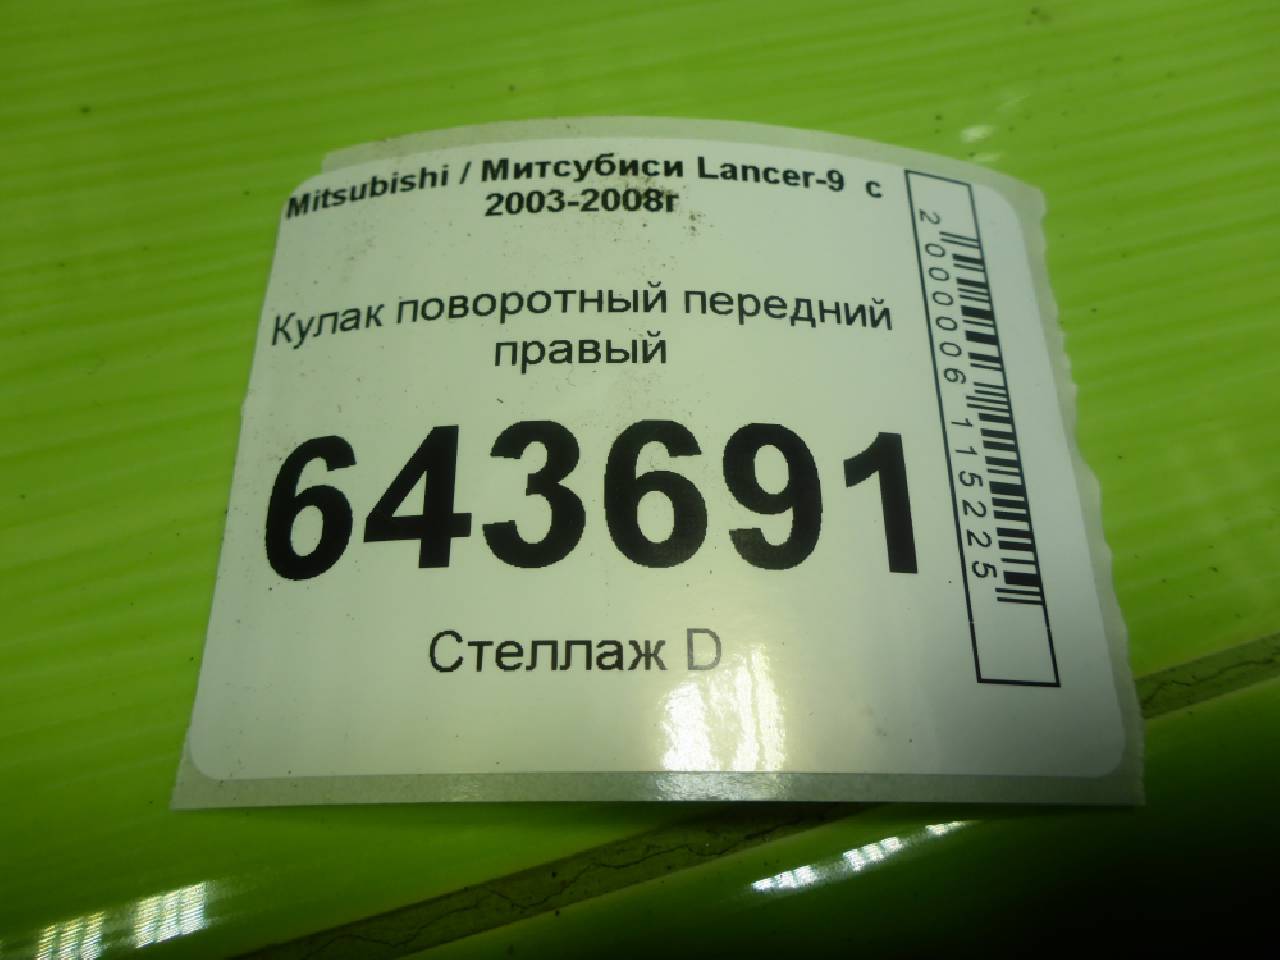 Mitsubishi / Митсубиси Lancer-9 с
2003-2008г
Кулак поворотный передний
правый
643691
Стеллаж D
2000006115225